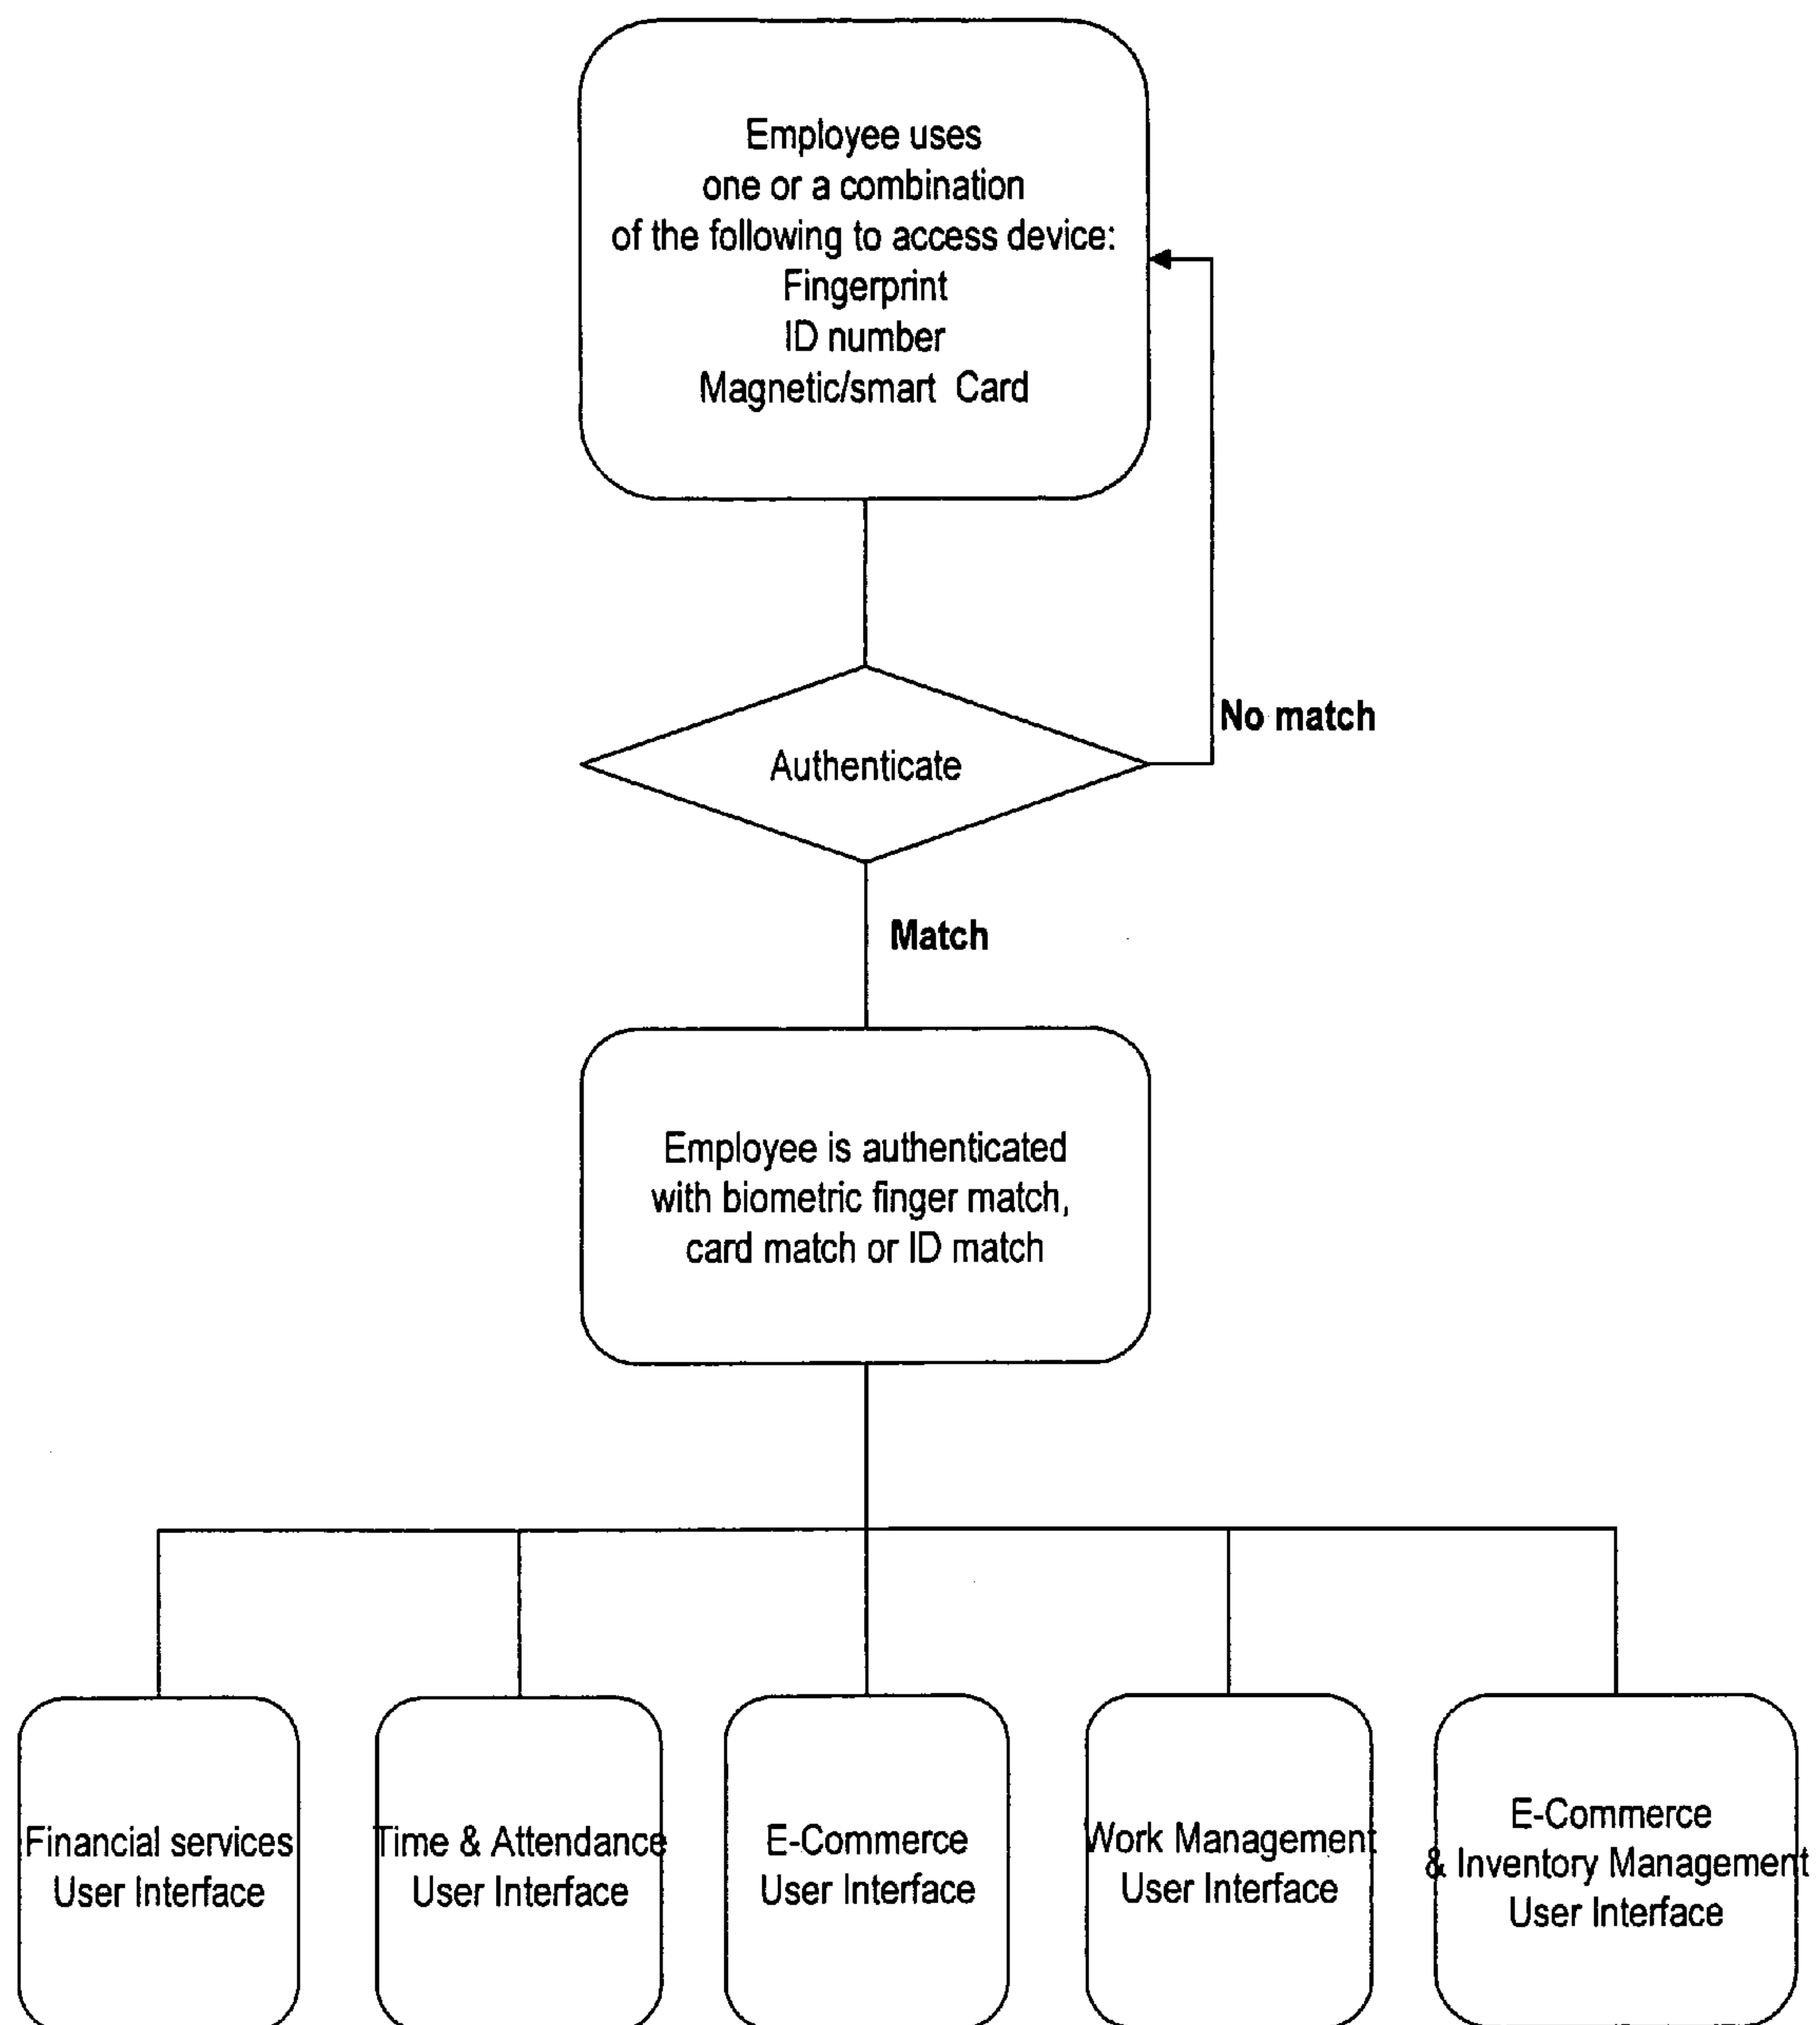 Employee uses
one or a combination
of the following to access device:
Fingerprint
ID number
Magnetic/smart Card
No match
Authenticate
Match
Employee is authenticated
with biometric finger match,
card match or ID match
Financial services
User Interface
Time & Attendance
User Interface
E-Commerce
User Interface
Work Management
User Interface
E-Commerce
& Inventory Management
User Interface